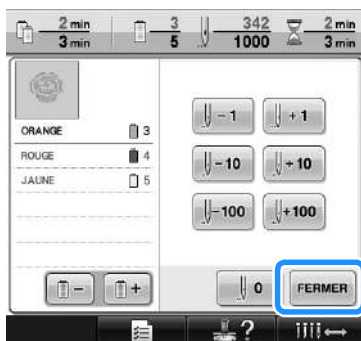 2 min 3 342 2 min
3 min 5 1000 3 min
ORANGE 3
ROUGE 4
JAUNE 5
-1 +1
-10 +10
-100 +100
- + 0 FERMER
?